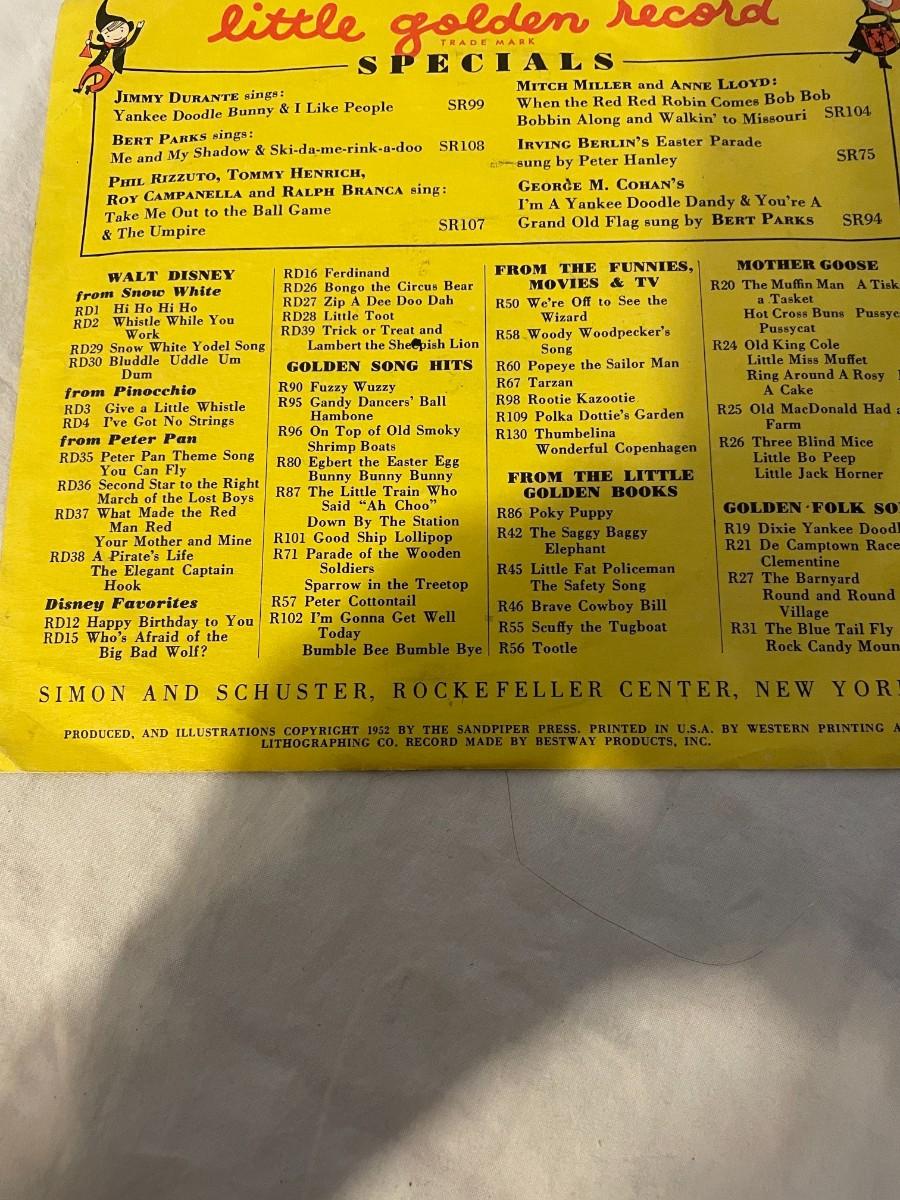 little golden record
TRADE MARK
SPECIALS
JIMMY DURANTE sings:
Yankee Doodle Bunny & I Like People SR99
BERT PARKS sings:
Me and My Shadow & Ski-da-me-rink-a-doo SR108
PHIL RIZZUTO, TOMMY HENRICH,
ROY CAMPANELLA and RALPH BRANCA sing:
Take Me Out to the Ball Game
& The Umpire SR107
MITCH MILLER and ANNE LLOYD:
When the Red Red Robin Comes Bob Bob
Bobbin Along and Walkin' to Missouri SR104
IRVING BERLIN'S Easter Parade
sung by Peter Hanley SR75
GEORGE M. COHAN'S
I'm A Yankee Doodle Dandy & You're A
Grand Old Flag sung by BERT PARKS SR94
WALT DISNEY
from Snow White
RD1 Hi Ho Hi Ho
RD2 Whistle While You
Work
RD29 Snow White Yodel Song
RD30 Bluddle Uddle Um
Dum
from Pinocchio
RD3 Give a Little Whistle
RD4 I've Got No Strings
from Peter Pan
RD35 Peter Pan Theme Song
You Can Fly
RD36 Second Star to the Right
March of the Lost Boys
RD37 What Made the Red
Man Red
Your Mother and Mine
RD38 A Pirate's Life
The Elegant Captain
Hook
Disney Favorites
RD12 Happy Birthday to You
RD15 Who's Afraid of the
Big Bad Wolf?
RD16 Ferdinand
RD26 Bongo the Circus Bear
RD27 Zip A Dee Doo Dah
RD28 Little Toot
RD39 Trick or Treat and
Lambert the Sheepish Lion
GOLDEN SONG HITS
R90 Fuzzy Wuzzy
R95 Gandy Dancers' Ball
Hambone
R96 On Top of Old Smoky
Shrimp Boats
R80 Egbert the Easter Egg
Bunny Bunny Bunny
R87 The Little Train Who
Said "Ah Choo"
Down By The Station
R101 Good Ship Lollipop
R71 Parade of the Wooden
Soldiers
Sparrow in the Treetop
R57 Peter Cottontail
R102 I'm Gonna Get Well
Today
Bumble Bee Bumble Bye
FROM THE FUNNIES,
MOVIES & TV
R50 We're Off to See the
Wizard
R58 Woody Woodpecker's
Song
R60 Popeye the Sailor Man
R67 Tarzan
R98 Rootie Kazootie
R109 Polka Dottie's Garden
R130 Thumbelina
Wonderful Copenhagen
FROM THE LITTLE
GOLDEN BOOKS
R86 Poky Puppy
R42 The Saggy Baggy
Elephant
R45 Little Fat Policeman
The Safety Song
R46 Brave Cowboy Bill
R55 Scuffy the Tugboat
R56 Tootle
MOTHER GOOSE
R20 The Muffin Man A Tisk
a Tasket
Hot Cross Buns Pussyc
Pussycat
R24 Old King Cole
Little Miss Muffet
Ring Around A Rosy
A Cake
R25 Old MacDonald Had a
Farm
R26 Three Blind Mice
Little Bo Peep
Little Jack Horner
GOLDEN FOLK SO
R19 Dixie Yankee Doodl
R21 De Camptown Race
Clementine
R27 The Barnyard
Round and Round
Village
R31 The Blue Tail Fly
Rock Candy Moun
SIMON AND SCHUSTER, ROCKEFELLER CENTER, NEW YOR
PRODUCED, AND ILLUSTRATIONS COPYRIGHT 1952 BY THE SANDPIPER PRESS. PRINTED IN U.S.A. BY WESTERN PRINTING A
LITHOGRAPHING CO. RECORD MADE BY BESTWAY PRODUCTS, INC.